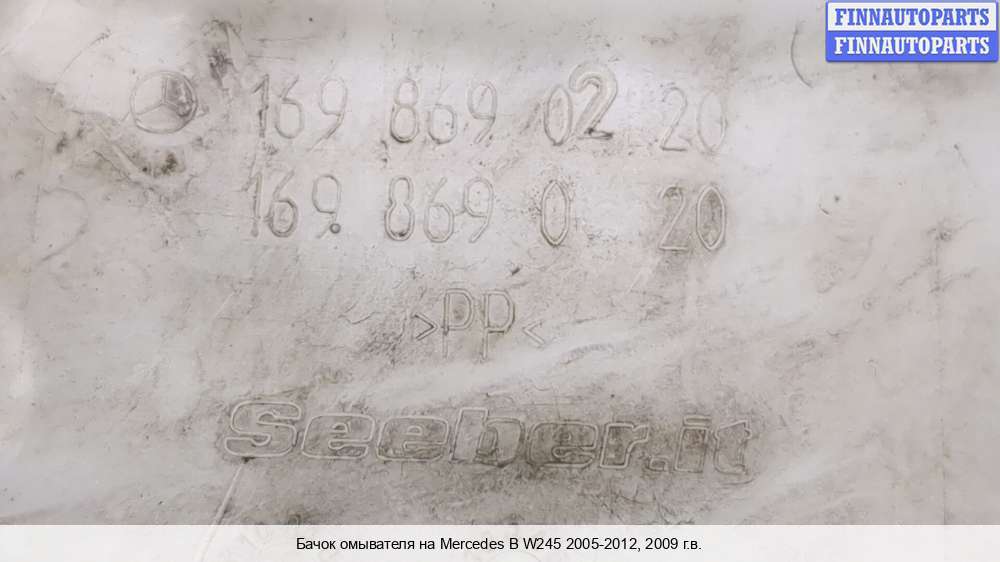 FINNAUTOPARTS
FINNAUTOPARTS
169 869 02 20
169 869 0 20
>PP<
Seeber.it
Бачок омывателя на Mercedes B W245 2005-2012, 2009 г.в.